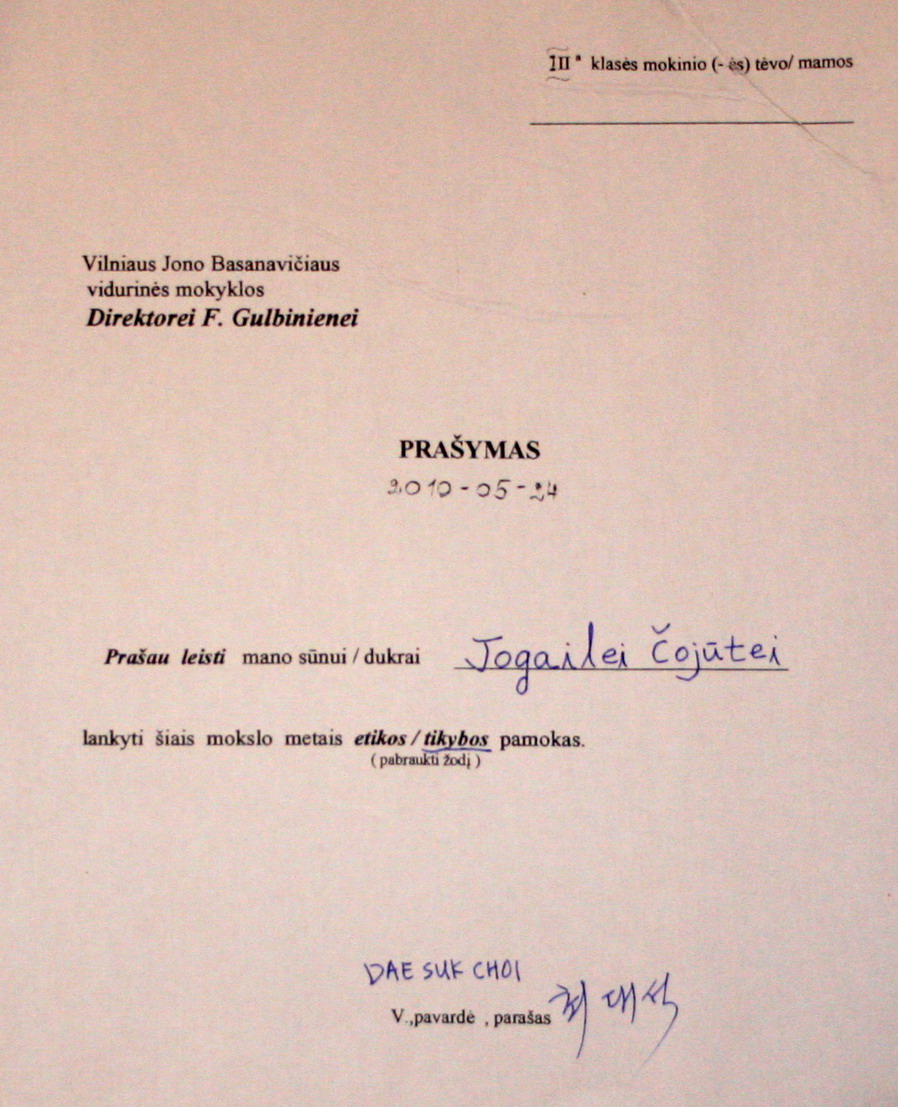 III a klasės mokinio (- ės) tėvo/ mamos
Vilniaus Jono Basanavičiaus
vidurinės mokyklos
Direktorei F. Gulbinienei
PRAŠYMAS
2010-05-24
Prašau leisti mano sūnui / dukrai Jogailei Čojūtei
lankyti šiais mokslo metais etikos / tikybos pamokas.
( pabraukti žodį )
DAE SUK CHOI
V.,pavardė , parašas 최대석